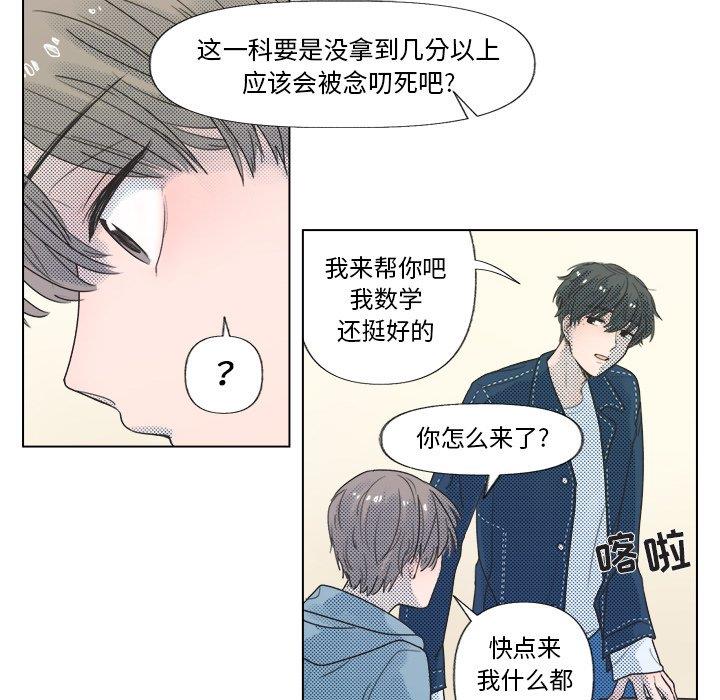 这一科要是没拿到几分以上
应该会被念叨死吧?
?
我来帮你吧
我数学
还挺好的
你怎么来了?
喀啦
快点来
我什么都